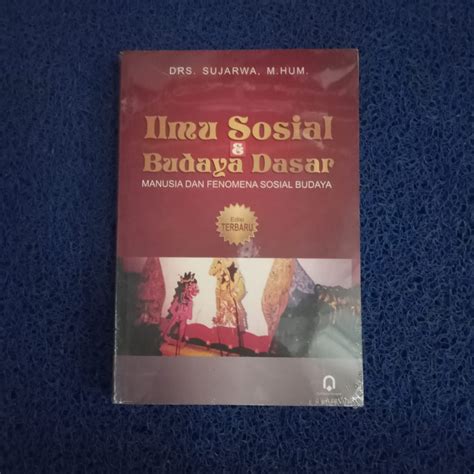 DRS. SUJARWA, M.HUM.
Ilmu Sosial
&
Budaya Dasar
MANUSIA DAN FENOMENA SOSIAL BUDAYA
Edisi
TERBARU